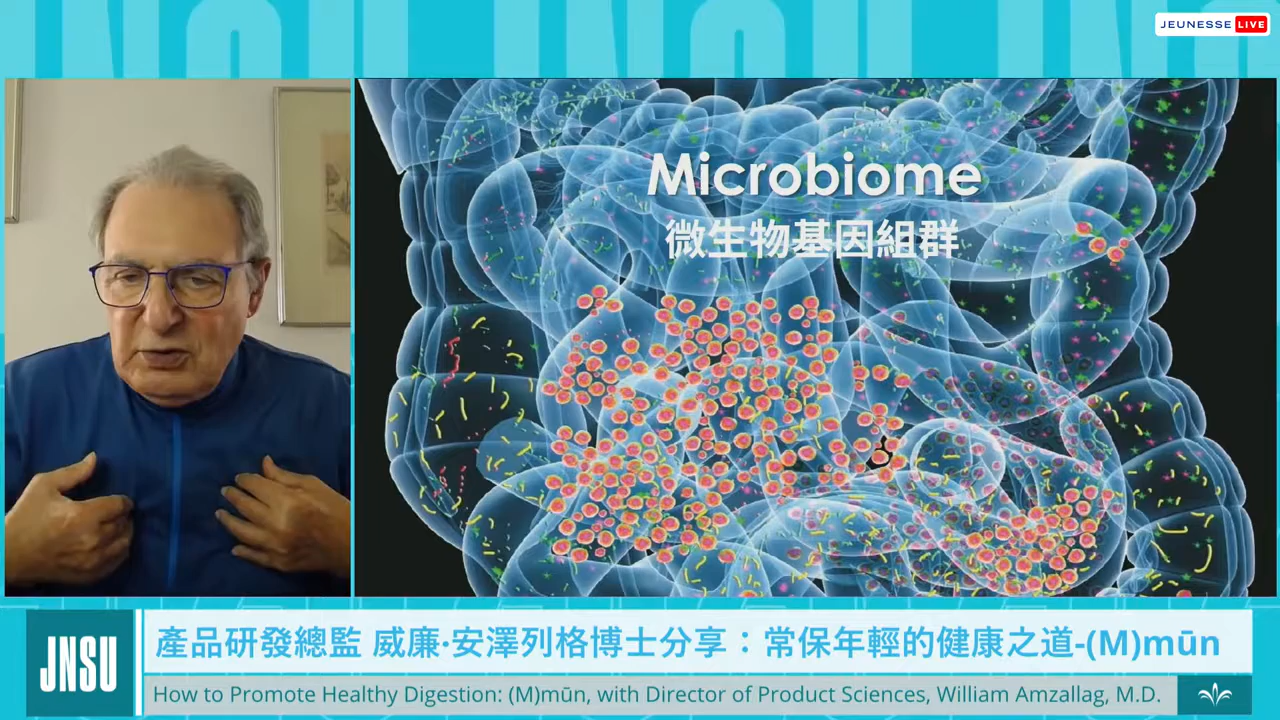 JEUNESSE LIVE
Microbiome
微生物基因組群
JNSU
產品研發總監 威廉·安澤列格博士分享：常保年輕的健康之道-(M)mūn
How to Promote Healthy Digestion: (M)mūn, with Director of Product Sciences, William Amzallag, M.D.